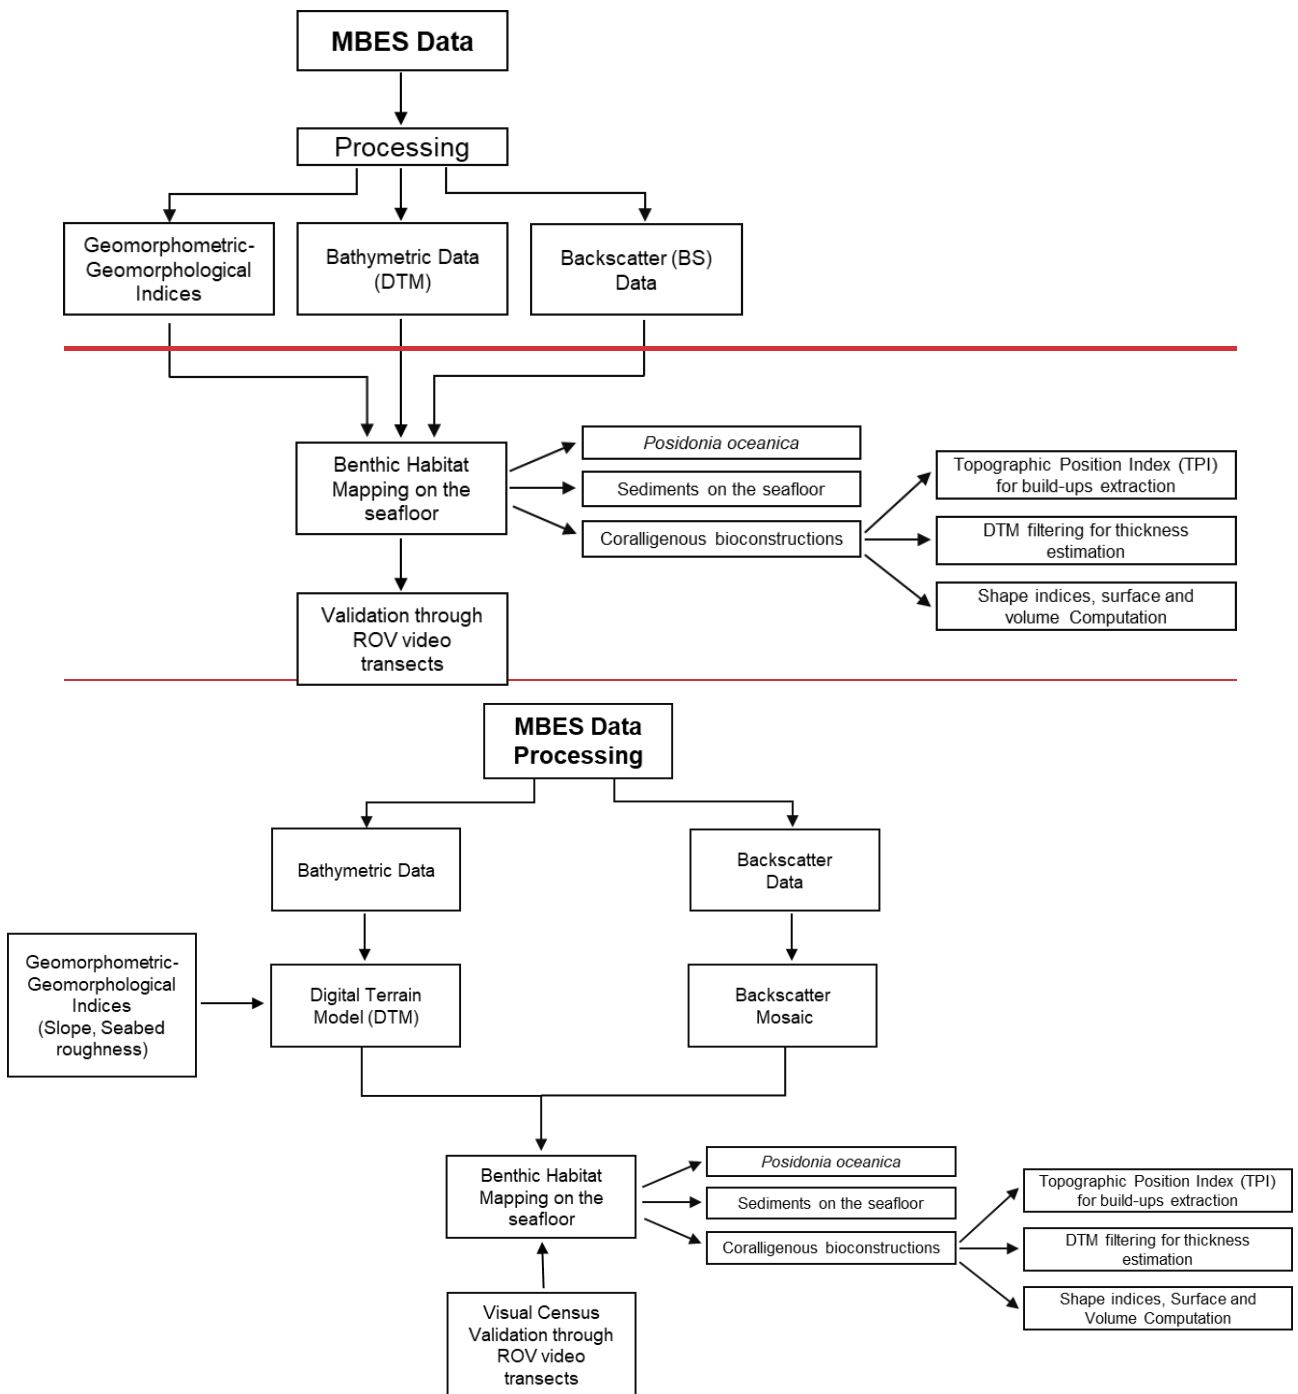 MBES Data
Processing
Geomorphometric-
Geomorphological
Indices
Bathymetric Data
(DTM)
Backscatter (BS)
Data
Benthic Habitat
Mapping on the
seafloor
Posidonia oceanica
Sediments on the seafloor
Coralligenous bioconstructions
Topographic Position Index (TPI)
for build-ups extraction
DTM filtering for thickness
estimation
Shape indices, surface and
volume Computation
Validation through
ROV video
transects
MBES Data
Processing
Bathymetric Data
Backscatter
Data
Geomorphometric-
Geomorphological
Indices
(Slope, Seabed
roughness)
Digital Terrain
Model (DTM)
Backscatter
Mosaic
Benthic Habitat
Mapping on the
seafloor
Posidonia oceanica
Sediments on the seafloor
Coralligenous bioconstructions
Topographic Position Index (TPI)
for build-ups extraction
DTM filtering for thickness
estimation
Shape indices, Surface and
Volume Computation
Visual Census
Validation through
ROV video
transects